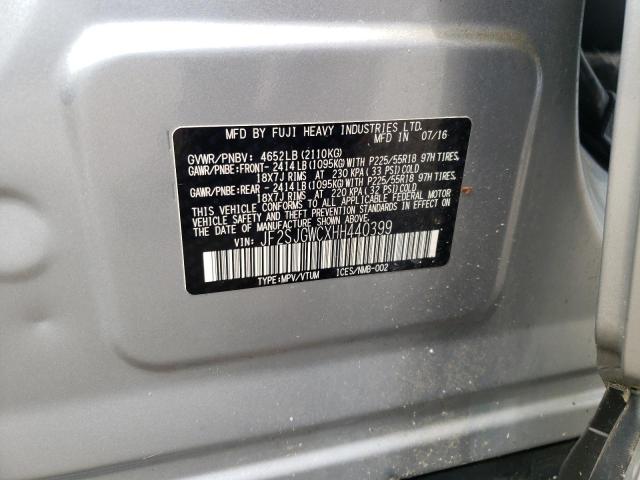 MFD BY FUJI HEAVY INDUSTRIES LTD.
MFD IN 07/16
GVWR/PNBV: 4652LB(2110KG)
GAWR/PNBE:FRONT- 2414LB(1095KG)WITH P225/55R18 97H TIRES,
18X7J RIMS AT 230 KPA(33 PSI)COLD
GAWR/PNBE:REAR - 2414LB(1095KG)WITH P225/55R18 97H TIRES,
18X7J RIMS AT 220 KPA(32 PSI)COLD
THIS VEHICLE CONFORMS TO ALL APPLICABLE FEDERAL MOTOR
VEHICLE SAFETY AND THEFT PREVENTION STANDARDS IN EFFECT ON
THE DATE OF MANUFACTURE SHOWN ABOVE.
VIN: JF2SJGWCXHH440399
TYPE:MPV/VTUM ICES/NMB-002